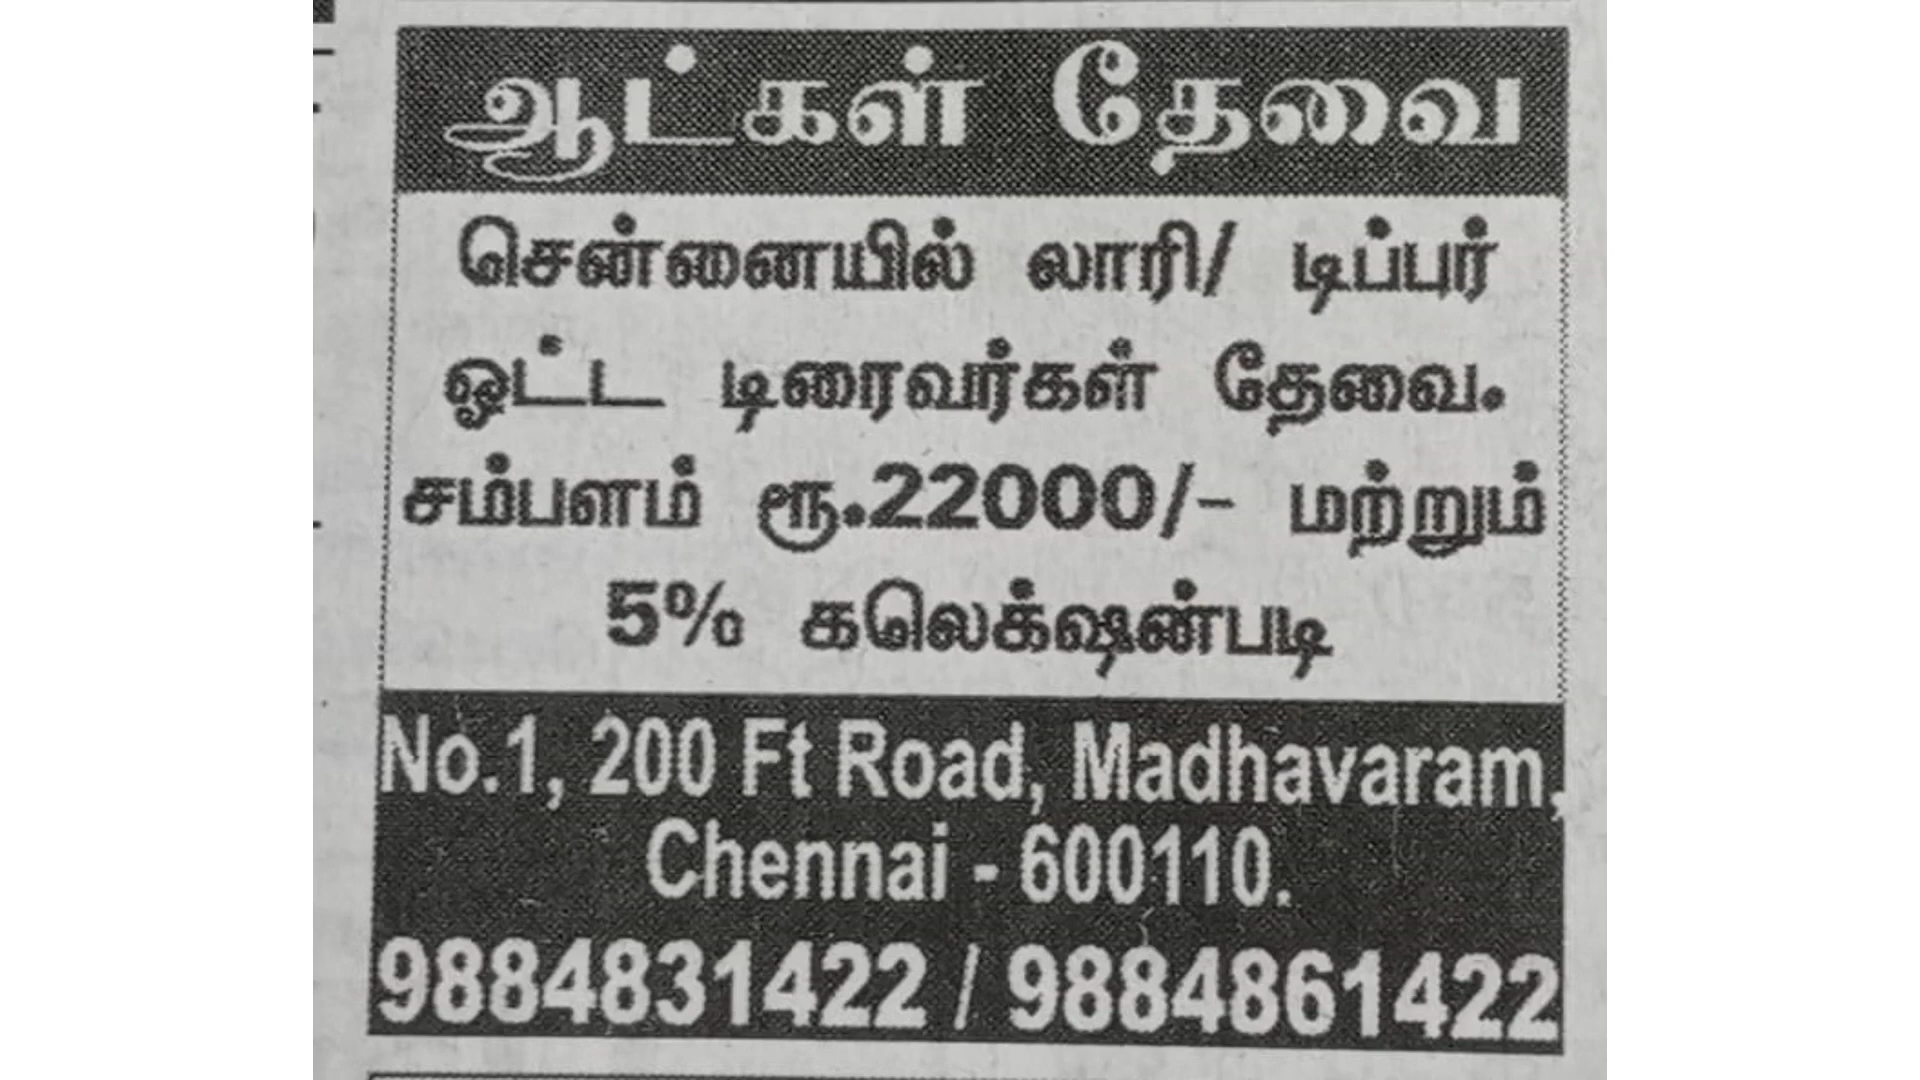 ஆட்கள் தேவை
சென்னையில் லாரி/ டிப்பர்
ஓட்ட டிரைவர்கள் தேவை.
சம்பளம் ரூ.22000/- மற்றும்
5% கலெக்ஷன்படி
No.1, 200 Ft Road, Madhavaram,
Chennai - 600110.
9884831422 / 9884861422